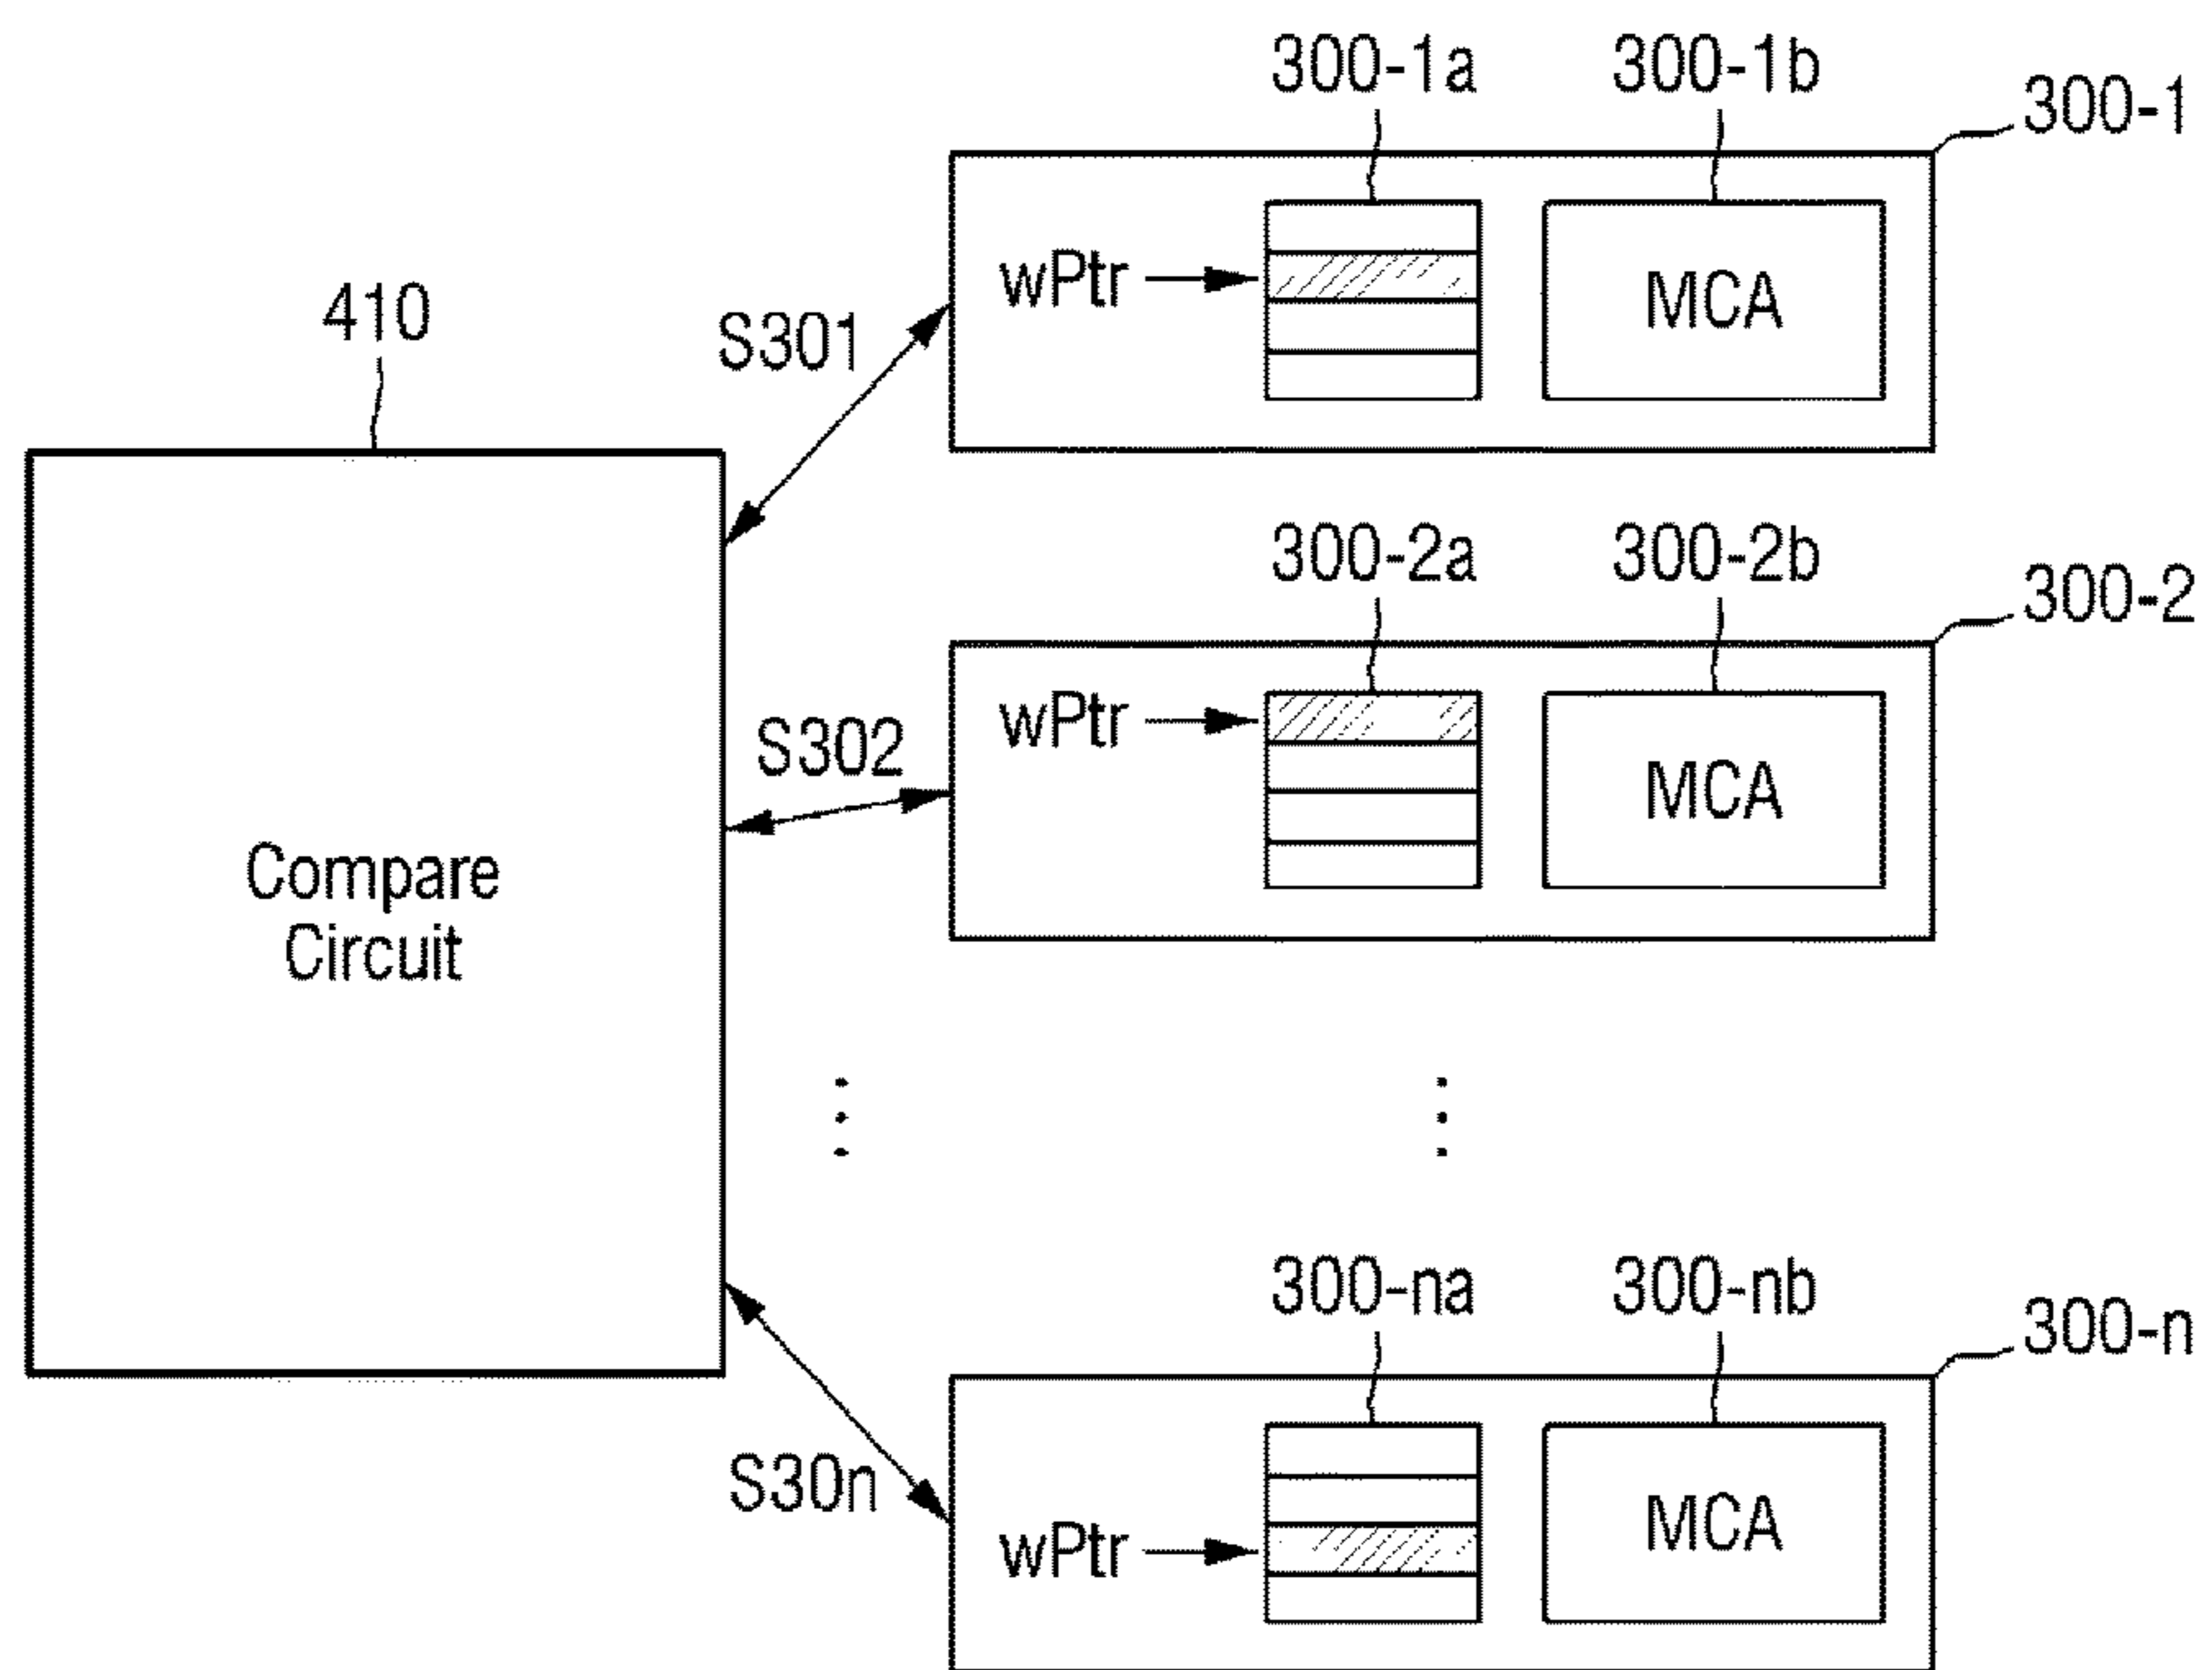 300-1a 300-1b
300-1
410
S301
wPtr
MCA
300-2a 300-2b
300-2
S302
wPtr
MCA
Compare
Circuit
300-na 300-nb
300-n
S30n
wPtr
MCA